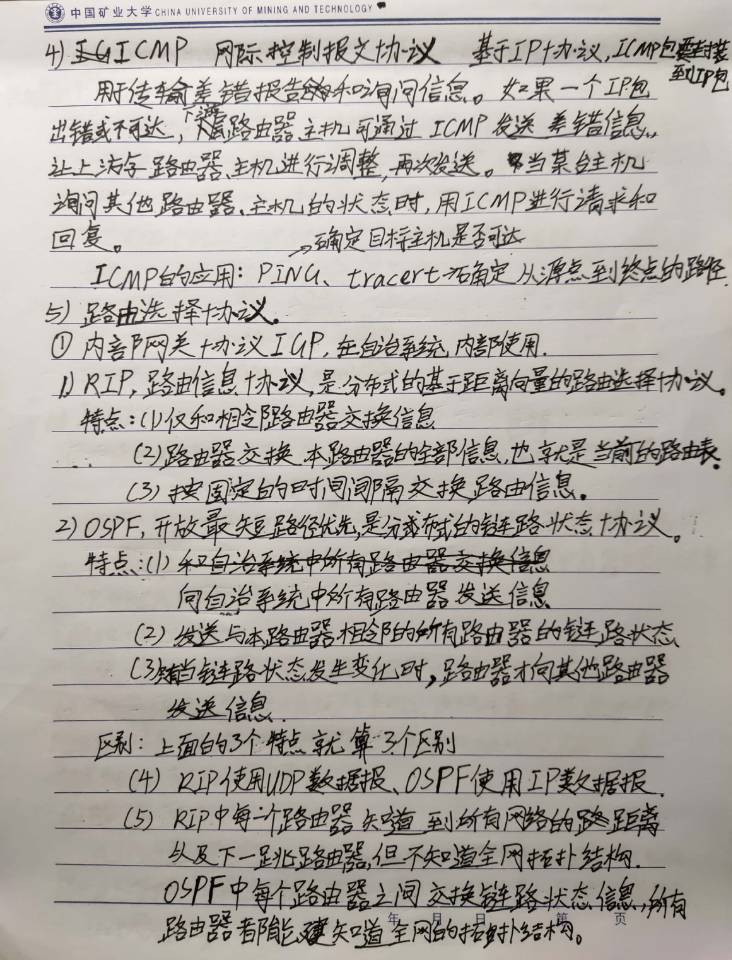 中国矿业大学 CHINA UNIVERSITY OF MINING AND TECHNOLOGY
4) ICMP 网际控制报文协议 基于IP协议,ICMP包要封装
到IP包
用于传输差错报告和询问信息。如果一个IP包
出错或不可达,路由器、主机可通过 ICMP 发送 差错信息,
让上游路由器、主机进行调整,再次发送。当某台主机
询问其他路由器、主机的状态时,用ICMP进行请求和
回复。 →确定目标主机是否可达
ICMP的应用: PING、tracert→确定从源点到终点的路径
5) 路由选择协议.
① 内部网关协议 IGP, 在自治系统内部使用.
1) RIP, 路由信息协议, 是分布式的基于距离向量的路由选择协议。
特点:(1)仅和相邻路由器交换信息
(2)路由器交换本路由器的全部信息,也就是当前的路由表.
(3) 按固定的时间间隔交换路由信息.
2) OSPF, 开放最短路径优先,是分布式的链路状态协议。
特点:(1) 和自治系统中所有路由器交换信息
向自治系统中所有路由器发送信息
(2) 发送与本路由器相邻的所有路由器的链路状态
(3)当链路状态发生变化时,路由器才向其他路由器
发送信息.
区别: 上面的3个特点就算3个区别
(4) RIP使用UDP数据报、OSPF使用IP数据报.
(5) RIP中每个路由器知道到所有网络的距离
以及下一跳路由器,但不知道全网拓扑结构.
OSPF中每个路由器之间交换链路状态信息,所有
年 月 日 第 页
路由器都能知道全网的拓扑结构。